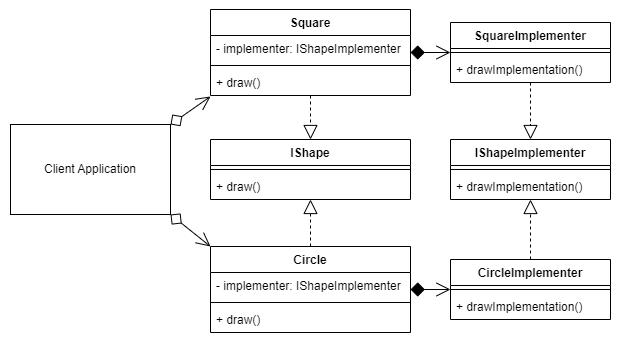 Square
- implementer: IShapeImplementer
+ draw()
SquareImplementer
+ drawImplementation()
Client Application
IShape
+ draw()
IShapeImplementer
+ drawImplementation()
Circle
- implementer: IShapeImplementer
+ draw()
CircleImplementer
+ drawImplementation()